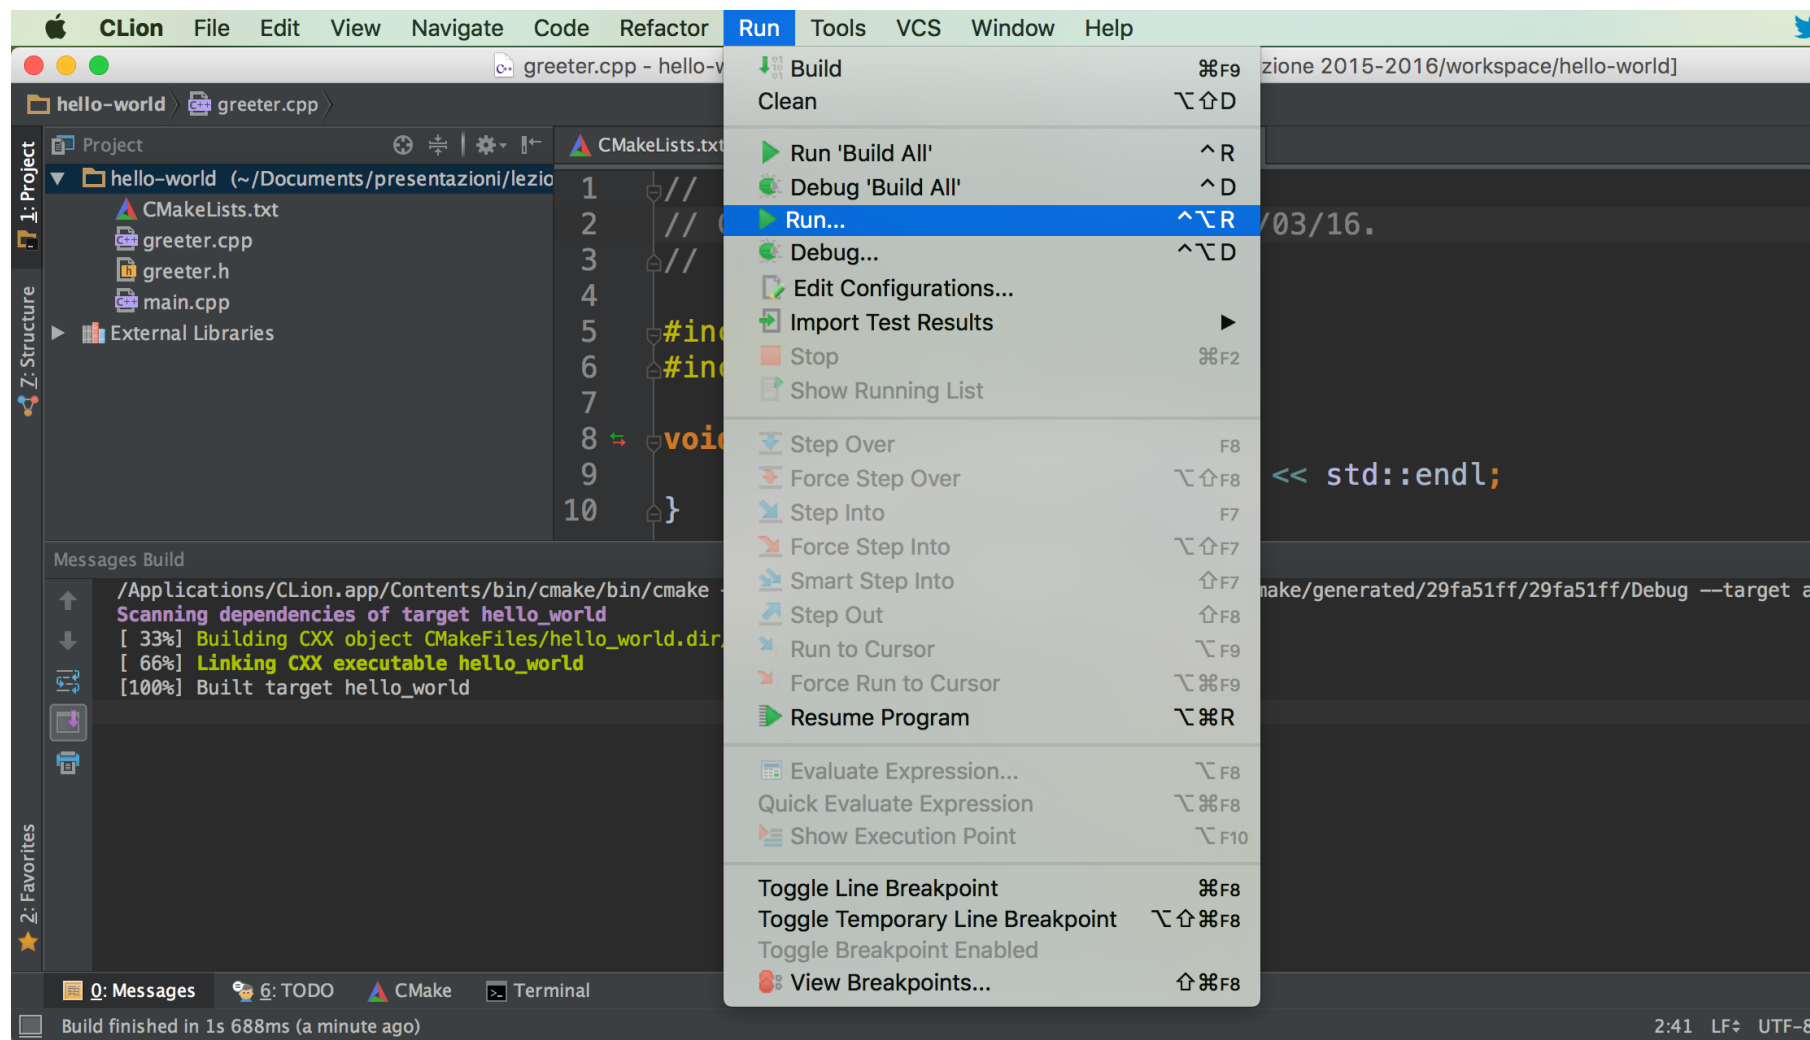 CLion File Edit View Navigate Code Refactor Run Tools VCS Window Help
greeter.cpp - hello-w
zione 2015-2016/workspace/hello-world]
hello-world greeter.cpp
1: Project
7: Structure
2: Favorites
Project
hello-world (~/Documents/presentazioni/lezio
CMakeLists.txt
greeter.cpp
greeter.h
main.cpp
External Libraries
CMakeLists.txt
1 //
2 // /03/16.
3 //
4
5 #inc
6 #inc
7
8 void
9 << std::endl;
10 }
Build ⌘F9
Clean ⌥⇧D
Run 'Build All' ^R
Debug 'Build All' ^D
Run... ^⌥R
Debug... ^⌥D
Edit Configurations...
Import Test Results ▶
Stop ⌘F2
Show Running List
Step Over F8
Force Step Over ⌥⇧F8
Step Into F7
Force Step Into ⌥⇧F7
Smart Step Into ⇧F7
Step Out ⇧F8
Run to Cursor ⌥F9
Force Run to Cursor ⌥⌘F9
Resume Program ⌥⌘R
Evaluate Expression... ⌥F8
Quick Evaluate Expression ⌥⌘F8
Show Execution Point ⌥F10
Toggle Line Breakpoint ⌘F8
Toggle Temporary Line Breakpoint ⌥⇧⌘F8
Toggle Breakpoint Enabled
View Breakpoints... ⇧⌘F8
Messages Build
/Applications/CLion.app/Contents/bin/cmake/bin/cmake make/generated/29fa51ff/29fa51ff/Debug --target a
Scanning dependencies of target hello_world
[ 33%] Building CXX object CMakeFiles/hello_world.dir/
[ 66%] Linking CXX executable hello_world
[100%] Built target hello_world
0: Messages 6: TODO CMake Terminal
Build finished in 1s 688ms (a minute ago)
2:41 LF UTF-8